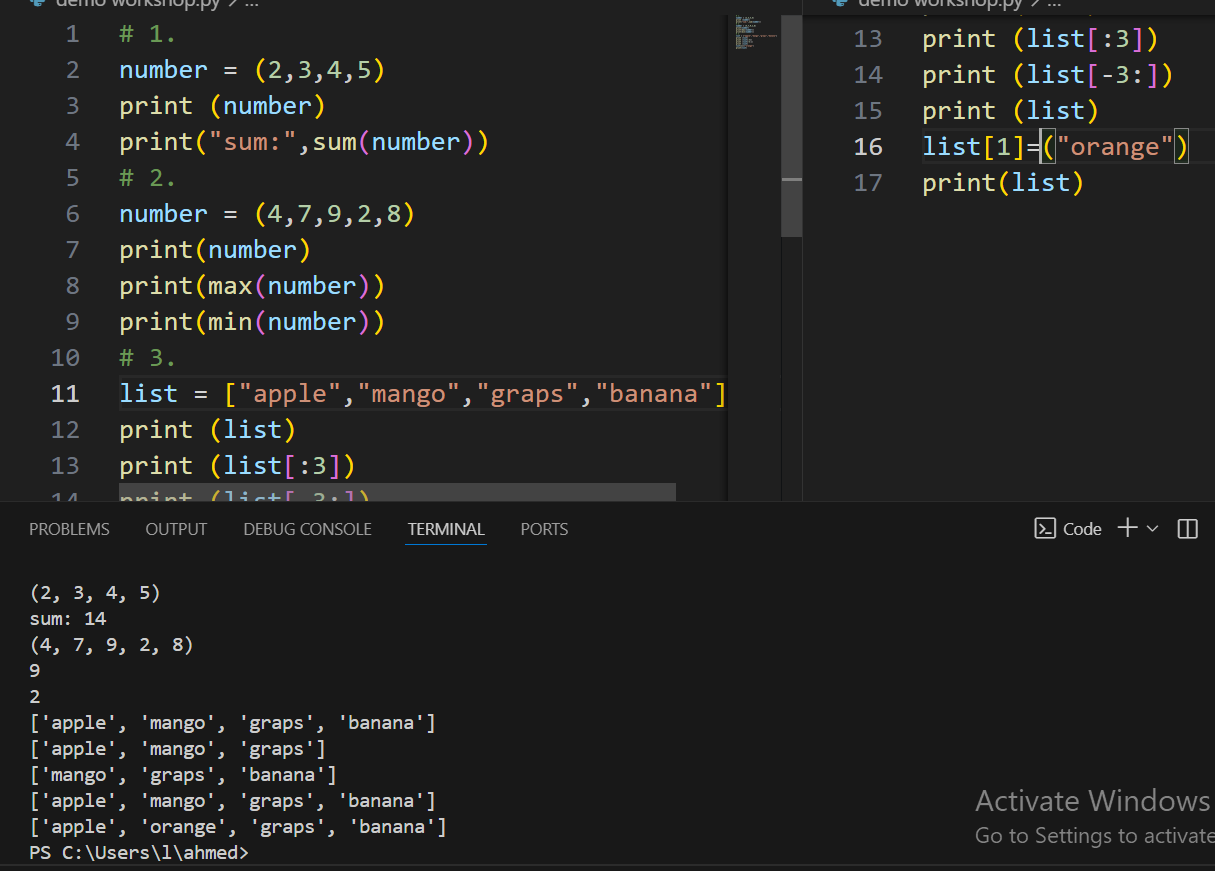 demo workshop.py > ...
1 # 1.
2 number = (2,3,4,5)
3 print (number)
4 print("sum:",sum(number))
5 # 2.
6 number = (4,7,9,2,8)
7 print(number)
8 print(max(number))
9 print(min(number))
10 # 3.
11 list = ["apple","mango","graps","banana"]
12 print (list)
13 print (list[:3])
14 print (list[-3:])
demo workshop.py > ...
13 print (list[:3])
14 print (list[-3:])
15 print (list)
16 list[1]=("orange")
17 print(list)
PROBLEMS OUTPUT DEBUG CONSOLE TERMINAL PORTS Code
(2, 3, 4, 5)
sum: 14
(4, 7, 9, 2, 8)
9
2
['apple', 'mango', 'graps', 'banana']
['apple', 'mango', 'graps']
['mango', 'graps', 'banana']
['apple', 'mango', 'graps', 'banana']
['apple', 'orange', 'graps', 'banana']
PS C:\Users\l\ahmed>
Activate Windows
Go to Settings to activate